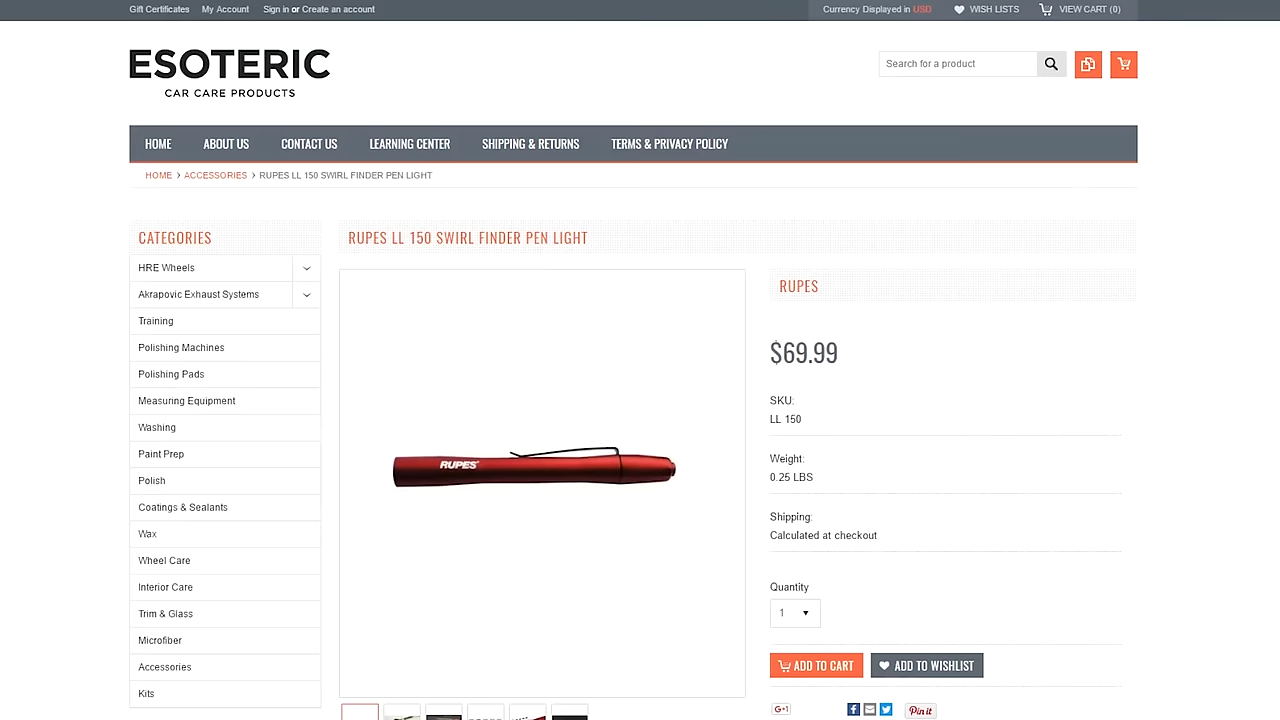 Gift Certificates My Account Sign in or Create an account Currency Displayed in USD WISH LISTS VIEW CART (0)
ESOTERIC
CAR CARE PRODUCTS
Search for a product
HOME ABOUT US CONTACT US LEARNING CENTER SHIPPING & RETURNS TERMS & PRIVACY POLICY
HOME › ACCESSORIES › RUPES LL 150 SWIRL FINDER PEN LIGHT
CATEGORIES
HRE Wheels
Akrapovic Exhaust Systems
Training
Polishing Machines
Polishing Pads
Measuring Equipment
Washing
Paint Prep
Polish
Coatings & Sealants
Wax
Wheel Care
Interior Care
Trim & Glass
Microfiber
Accessories
Kits
RUPES LL 150 SWIRL FINDER PEN LIGHT
RUPES
RUPES
$69.99
SKU:
LL 150
Weight:
0.25 LBS
Shipping:
Calculated at checkout
Quantity
1
ADD TO CART ADD TO WISHLIST
G+1 Pin it